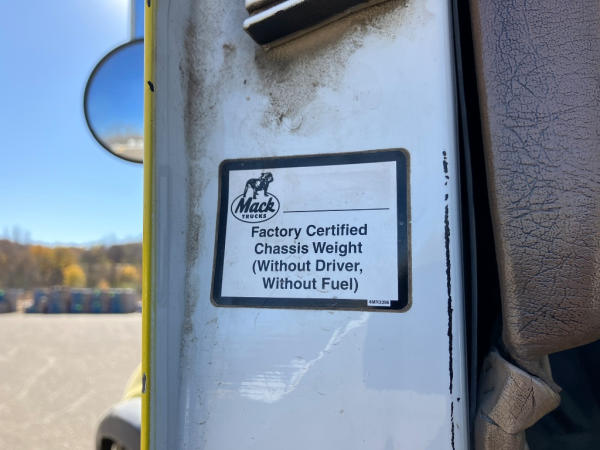 Mack
TRUCKS
Factory Certified
Chassis Weight
(Without Driver,
Without Fuel)